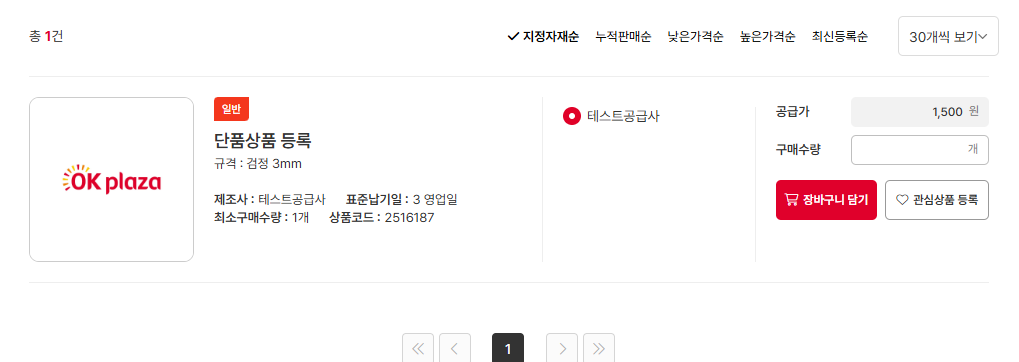 총 1건
지정자재순 누적판매순 낮은가격순 높은가격순 최신등록순 30개씩 보기
OK plaza
일반
단품상품 등록
규격 : 검정 3mm
제조사 : 테스트공급사 표준납기일 : 3 영업일
최소구매수량 : 1개 상품코드 : 2516187
테스트공급사
공급가 1,500 원
구매수량 개
장바구니 담기 관심상품 등록
1